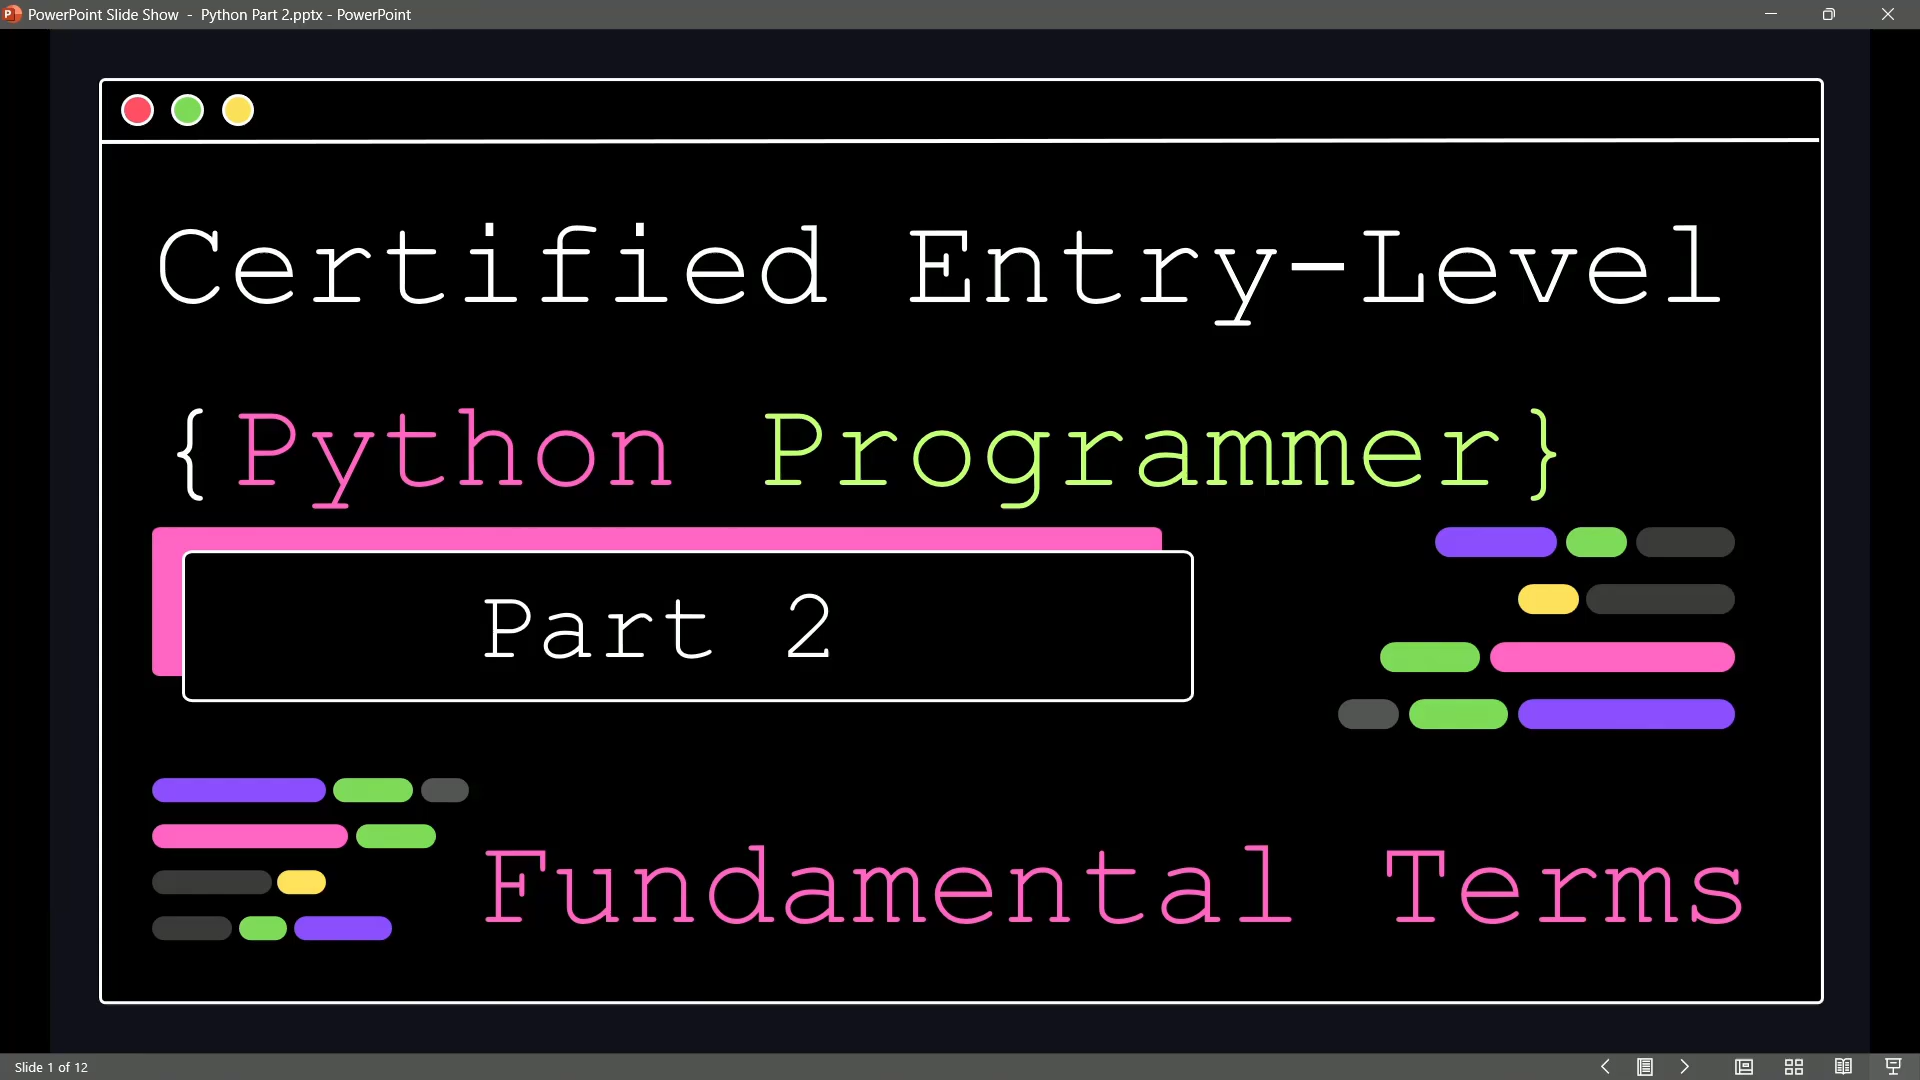 PowerPoint Slide Show - Python Part 2.pptx - PowerPoint
Certified Entry-Level
{Python Programmer}
Part 2
Fundamental Terms
Slide 1 of 12